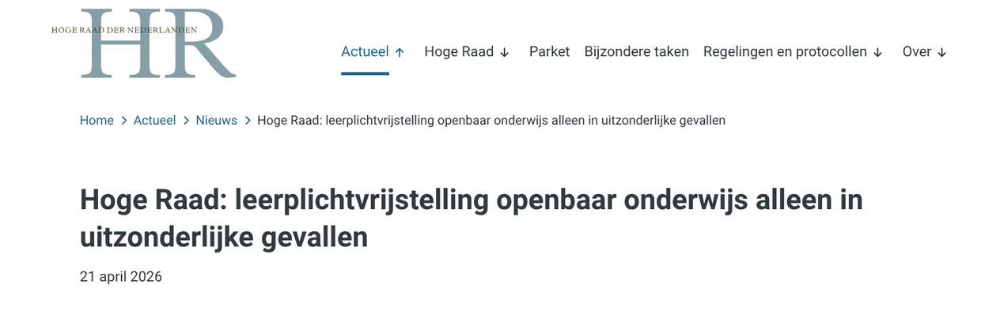 HR
HOGE RAAD DER NEDERLANDEN
Actueel Hoge Raad Parket Bijzondere taken Regelingen en protocollen Over
Home Actueel Nieuws Hoge Raad: leerplichtvrijstelling openbaar onderwijs alleen in uitzonderlijke gevallen
Hoge Raad: leerplichtvrijstelling openbaar onderwijs alleen in
uitzonderlijke gevallen
21 april 2026